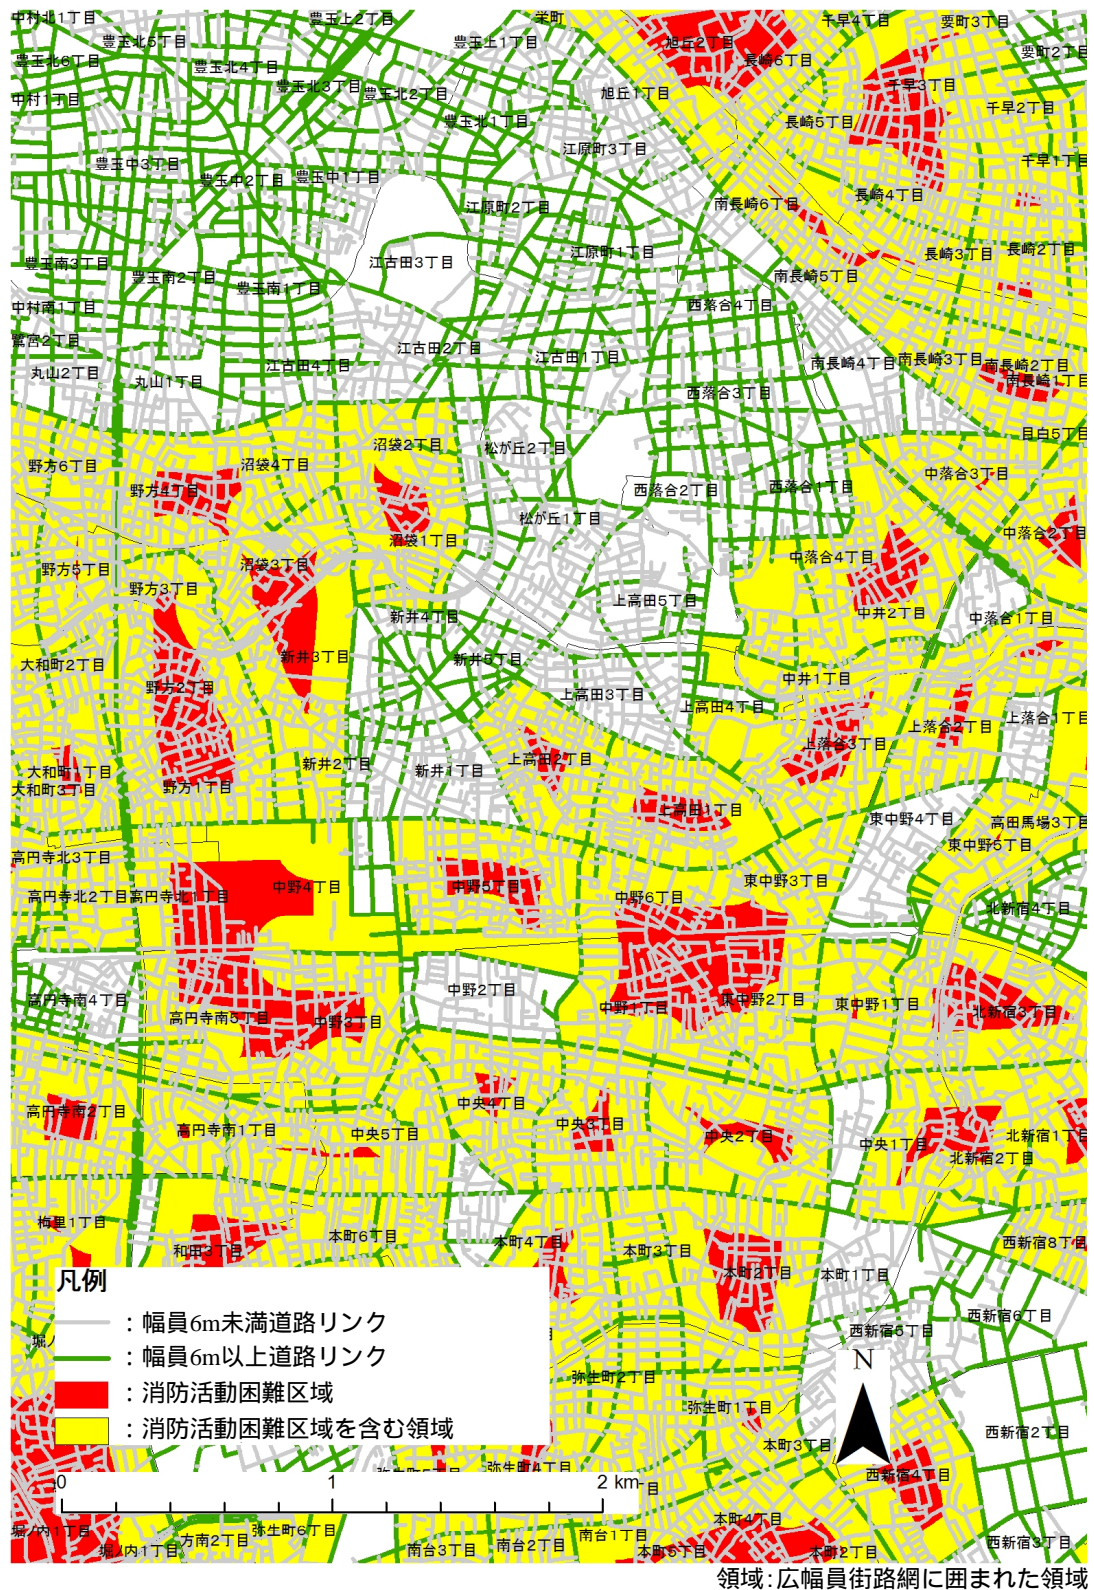 中村北1丁目
豊玉上2丁目
栄町
千早4丁目
要町3丁目
豊玉北5丁目
豊玉上1丁目
旭丘2丁目
要町2丁目
豊玉北6丁目
豊玉北4丁目
長崎6丁目
豊玉北3丁目
豊玉北2丁目
旭丘1丁目
千早3丁目
中村1丁目
千早2丁目
豊玉北1丁目
長崎5丁目
江原町3丁目
千早1丁目
豊玉中3丁目
豊玉中2丁目
豊玉中1丁目
長崎4丁目
江原町2丁目
南長崎6丁目
江原町1丁目
長崎3丁目
長崎2丁目
豊玉南3丁目
江古田3丁目
豊玉南2丁目
南長崎5丁目
豊玉南1丁目
中村南1丁目
西落合4丁目
鷺宮2丁目
江古田2丁目
江古田1丁目
南長崎4丁目
南長崎3丁目
南長崎2丁目
丸山2丁目
丸山1丁目
江古田4丁目
南長崎1丁目
西落合3丁目
目白5丁目
沼袋2丁目
松が丘2丁目
野方6丁目
沼袋4丁目
中落合3丁目
野方4丁目
西落合2丁目
西落合1丁目
松が丘1丁目
中落合2丁目
沼袋1丁目
中落合4丁目
野方5丁目
沼袋3丁目
野方3丁目
上高田5丁目
新井4丁目
中井2丁目
中落合1丁目
大和町2丁目
新井3丁目
新井5丁目
中井1丁目
野方2丁目
上高田3丁目
上高田4丁目
上落合2丁目
上落合1丁目
上落合3丁目
大和町1丁目
新井2丁目
新井1丁目
上高田2丁目
大和町3丁目
野方1丁目
上高田1丁目
東中野4丁目
高田馬場3丁目
東中野5丁目
高円寺北3丁目
高円寺北2丁目
高円寺北1丁目
中野4丁目
中野5丁目
中野6丁目
東中野3丁目
北新宿4丁目
高円寺南4丁目
中野2丁目
中野1丁目
東中野2丁目
東中野1丁目
北新宿3丁目
高円寺南5丁目
中野3丁目
高円寺南2丁目
高円寺南1丁目
中央5丁目
中央4丁目
中央3丁目
中央2丁目
中央1丁目
北新宿1丁目
北新宿2丁目
梅里1丁目
和田3丁目
本町6丁目
本町4丁目
本町3丁目
本町2丁目
本町1丁目
西新宿8丁目
凡例
：幅員6m未満道路リンク
：幅員6m以上道路リンク
：消防活動困難区域
：消防活動困難区域を含む領域
西新宿6丁目
西新宿5丁目
N
弥生町2丁目
弥生町1丁目
本町3丁目
西新宿2丁目
弥生町4丁目
西新宿4丁目
0 1 2 km
堀ノ内1丁目
堀ノ内1丁目
方南2丁目
弥生町6丁目
南台3丁目
南台2丁目
南台1丁目
本町4丁目
本町5丁目
本町2丁目
西新宿3丁目
領域：広幅員街路網に囲まれた領域